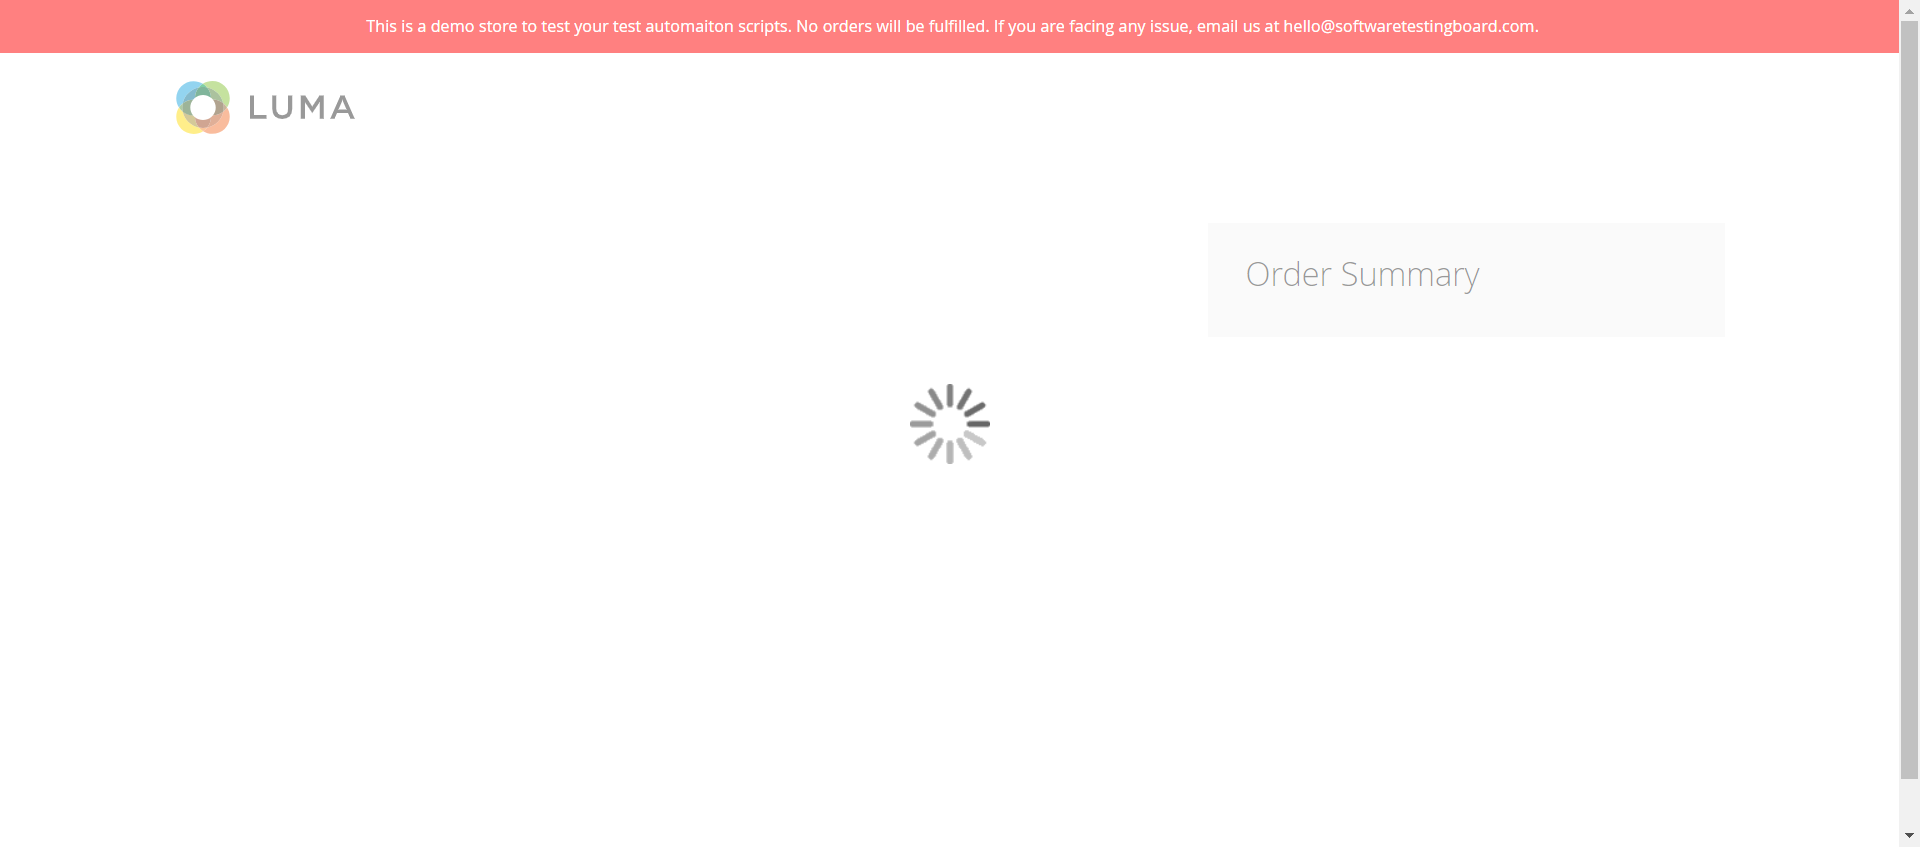 This is a demo store to test your test automaiton scripts. No orders will be fulfilled. If you are facing any issue, email us at hello@softwaretestingboard.com.
LUMA
Order Summary